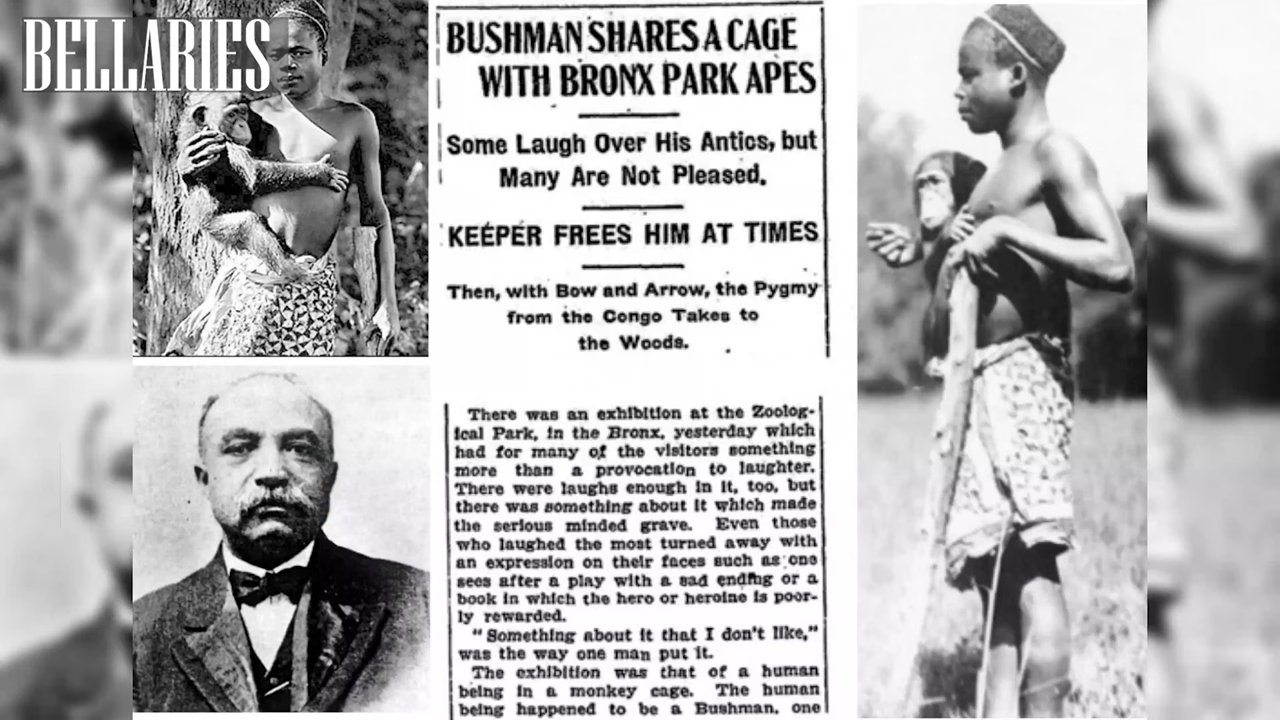 BELLARIES
BUSHMAN SHARES A CAGE
WITH BRONX PARK APES
Some Laugh Over His Antics, but
Many Are Not Pleased.
KEEPER FREES HIM AT TIMES
Then, with Bow and Arrow, the Pygmy
from the Congo Takes to
the Woods.
There was an exhibition at the Zoolog-
ical Park, in the Bronx, yesterday which
had for many of the visitors something
more than a provocation to laughter.
There were laughs enough in it, too, but
there was something about it which made
the serious minded grave. Even those
who laughed the most turned away with
an expression on their faces such as one
sees after a play with a sad ending or a
book in which the hero or heroine is poor-
ly rewarded.
"Something about it that I don't like,"
was the way one man put it.
The exhibition was that of a human
being in a monkey cage. The human
being happened to be a Bushman, one